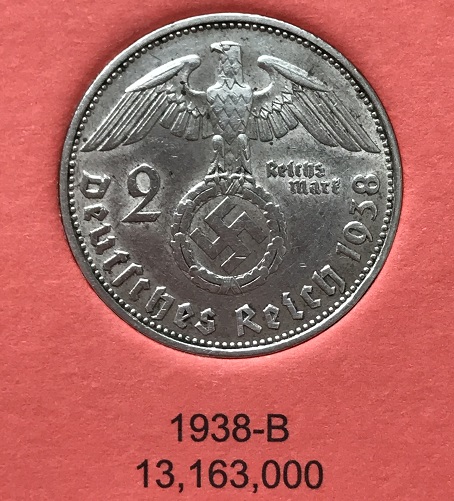 2
Reichs
Mark
Deutsches Reich 1938
1938-B
13,163,000